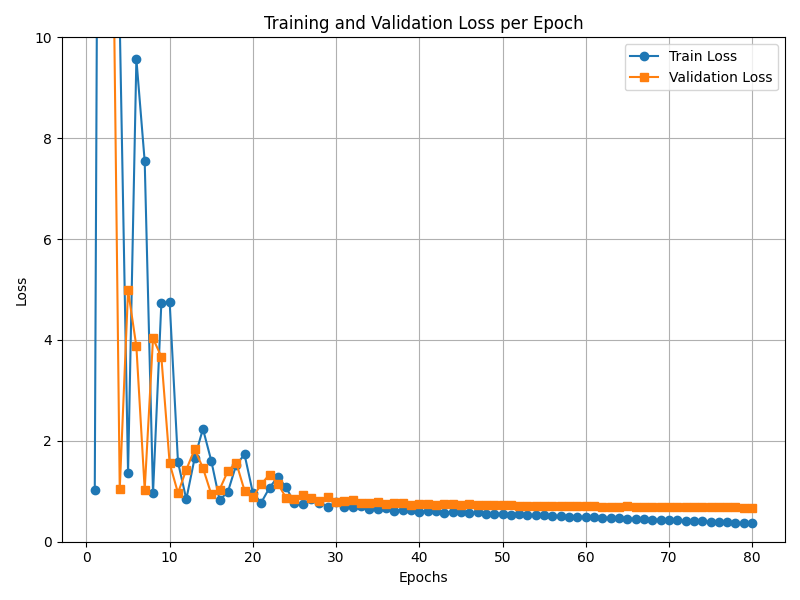 Training and Validation Loss per Epoch
Train Loss
Validation Loss
Loss
10
8
6
4
2
0
0 10 20 30 40 50 60 70 80
Epochs